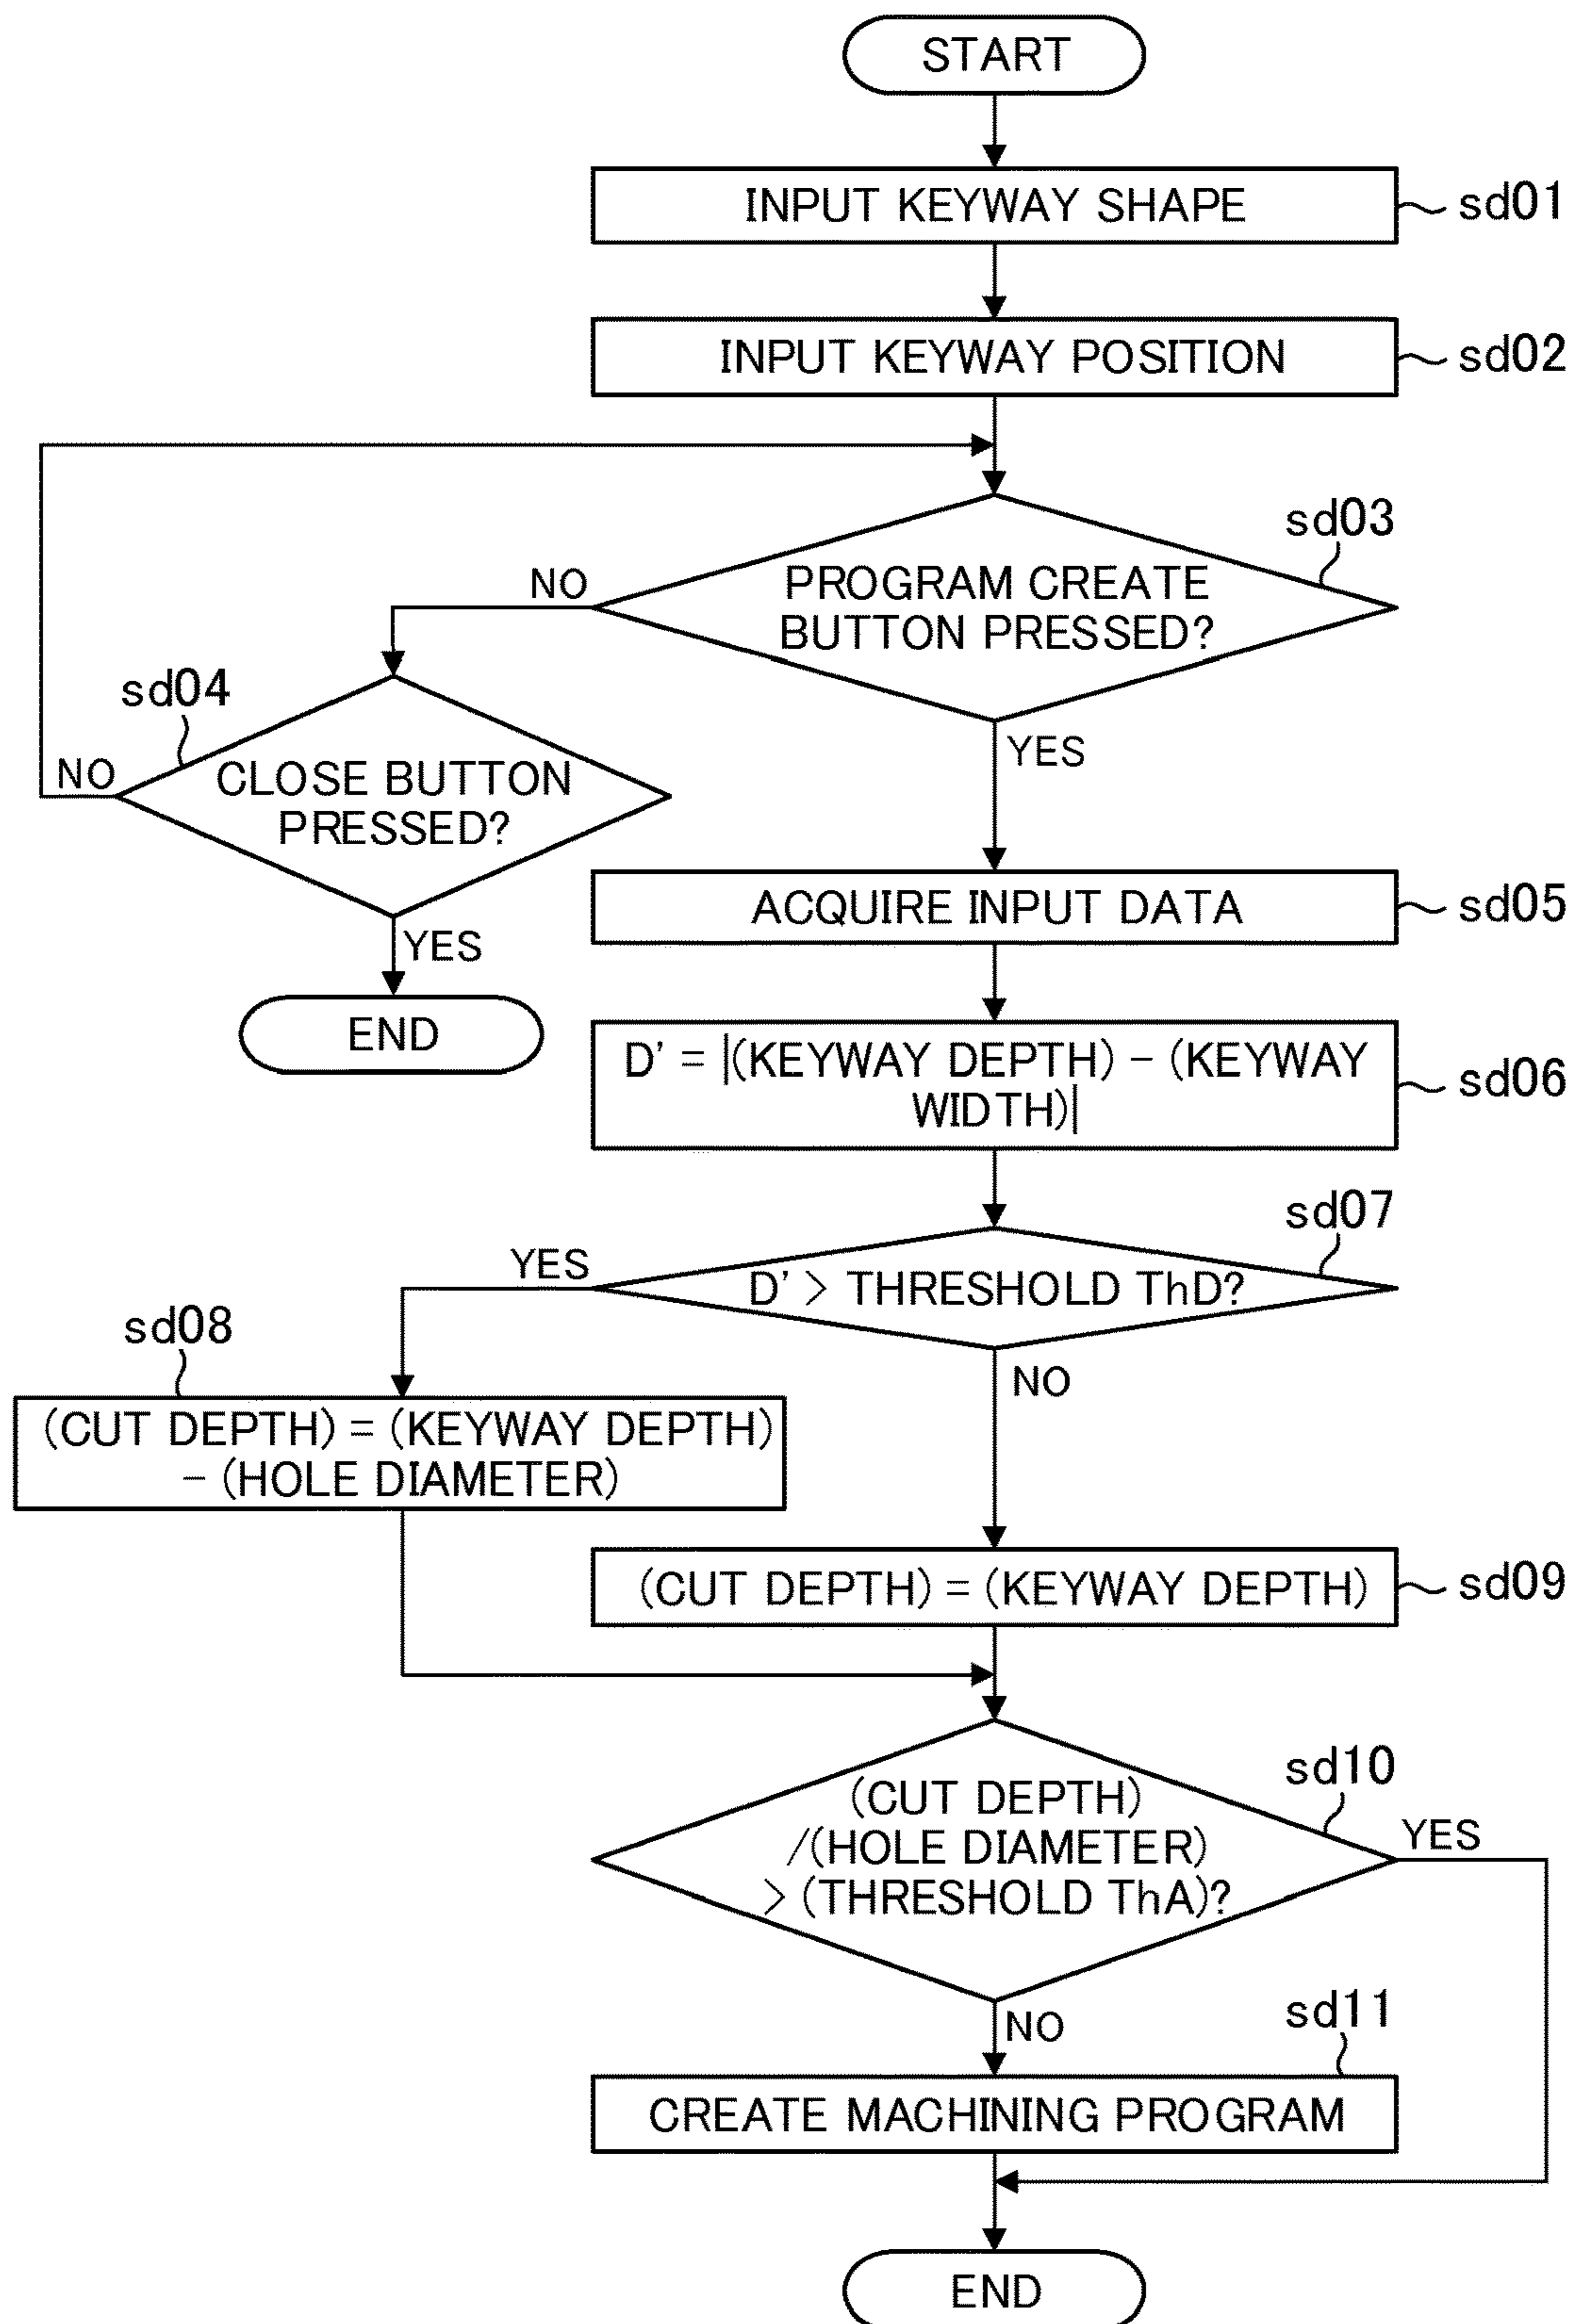 START
INPUT KEYWAY SHAPE
sd01
INPUT KEYWAY POSITION
sd02
sd03
PROGRAM CREATE
BUTTON PRESSED?
NO
YES
sd04
CLOSE BUTTON
PRESSED?
NO
YES
END
ACQUIRE INPUT DATA
sd05
D' = |(KEYWAY DEPTH) − (KEYWAY
WIDTH)|
sd06
sd07
D' > THRESHOLD ThD?
YES
NO
sd08
(CUT DEPTH) = (KEYWAY DEPTH)
− (HOLE DIAMETER)
(CUT DEPTH) = (KEYWAY DEPTH)
sd09
sd10
(CUT DEPTH)
/(HOLE DIAMETER)
> (THRESHOLD ThA)?
YES
NO
sd11
CREATE MACHINING PROGRAM
END